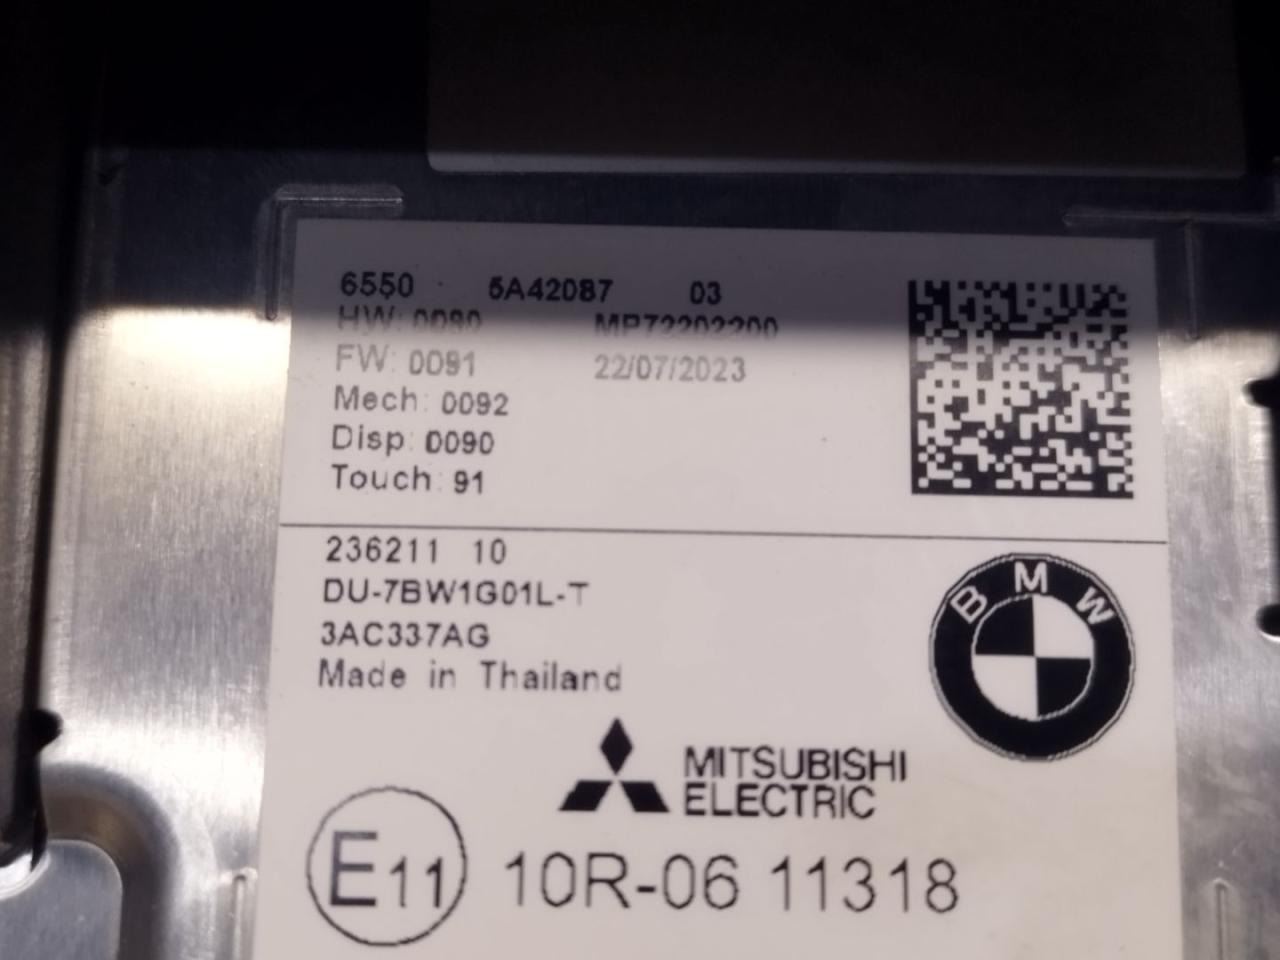 6550 5A42087 03
HW: 0090 MP72202200
FW: 0091 22/07/2023
Mech: 0092
Disp: 0090
Touch: 91
236211 10
DU-7BW1G01L-T
3AC337AG
Made in Thailand
BMW
MITSUBISHI
ELECTRIC
E11 10R-06 11318